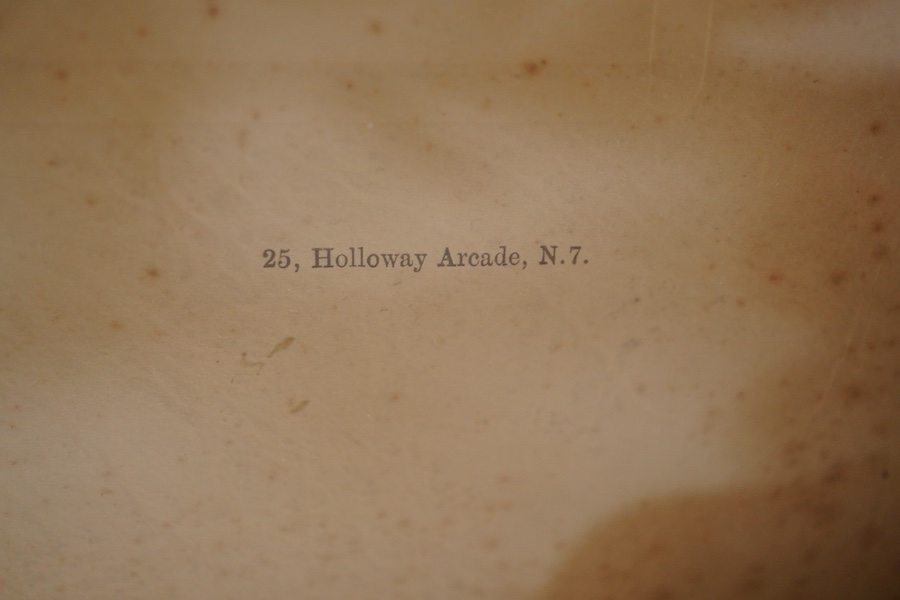 25, Holloway Arcade, N.7.